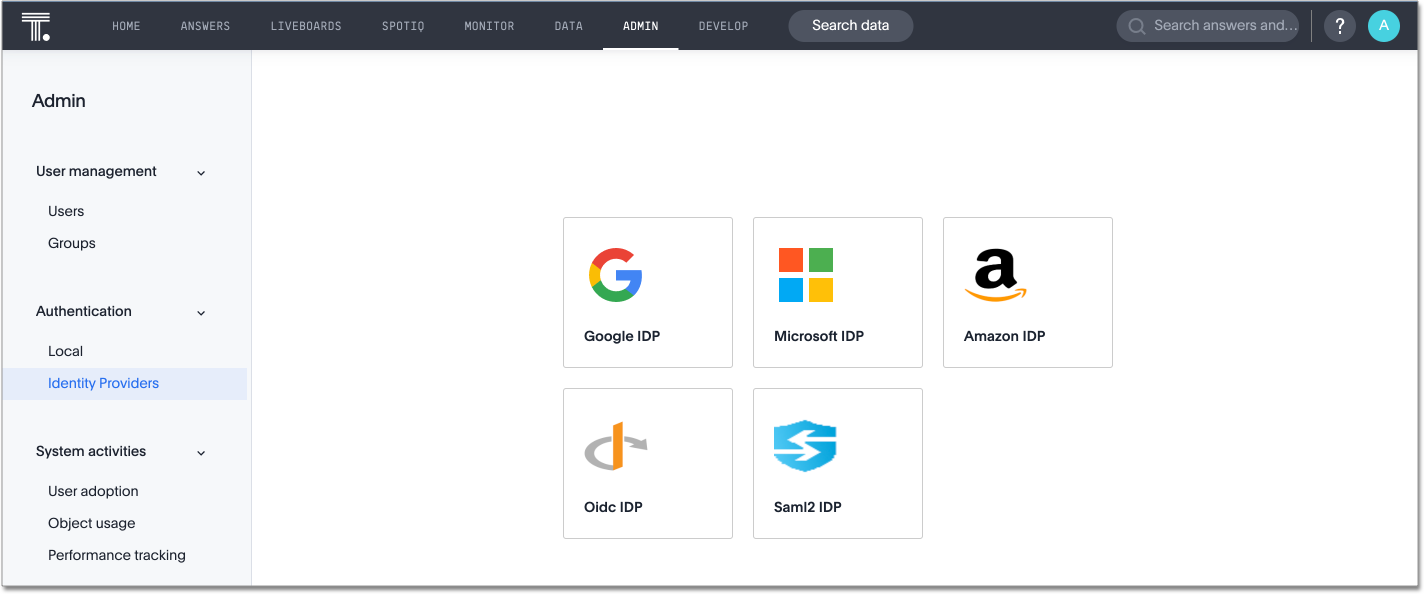 T. HOME ANSWERS LIVEBOARDS SPOTIQ MONITOR DATA ADMIN DEVELOP Search data Search answers and... ? A
Admin
User management
Users
Groups
Authentication
Local
Identity Providers
System activities
User adoption
Object usage
Performance tracking
Google IDP Microsoft IDP Amazon IDP
Oidc IDP Saml2 IDP